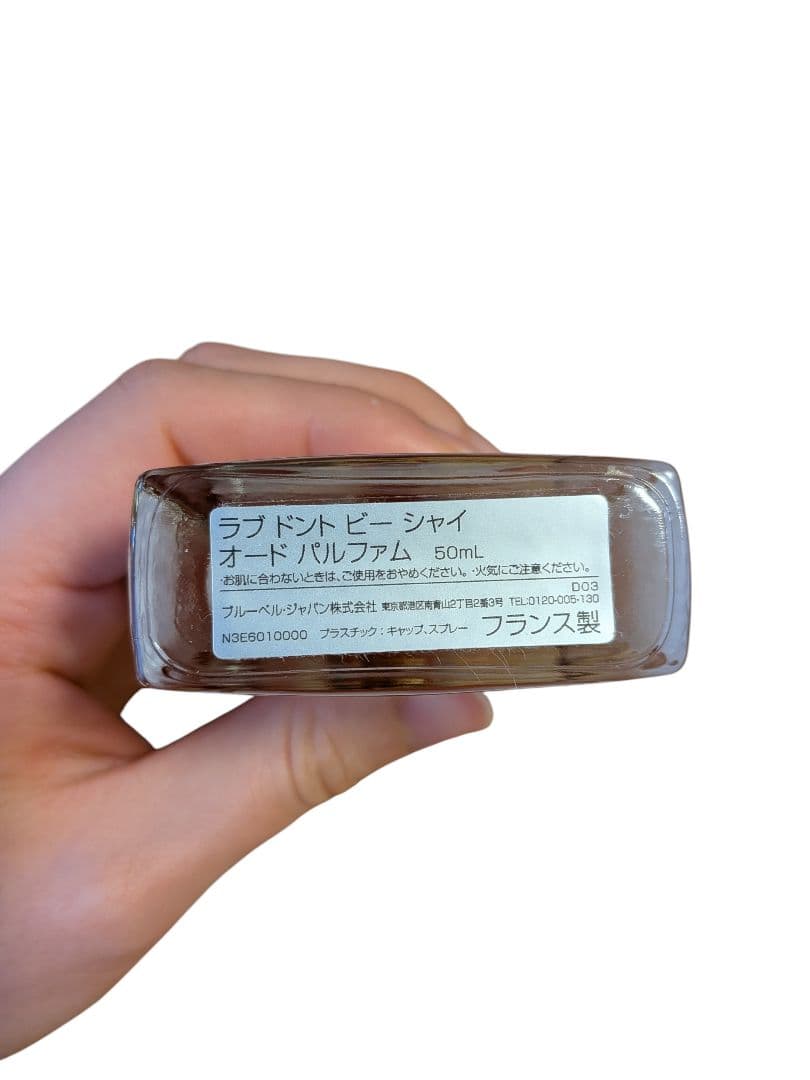 ラブ ドント ビー シャイ
オード パルファム 50mL
・お肌に合わないときは、ご使用をおやめください。・火気にご注意ください。
D03
ブルーベル・ジャパン株式会社 東京都港区南青山2丁目2番3号 TEL:0120-005-130
N3E6010000 プラスチック：キャップ、スプレー フランス製